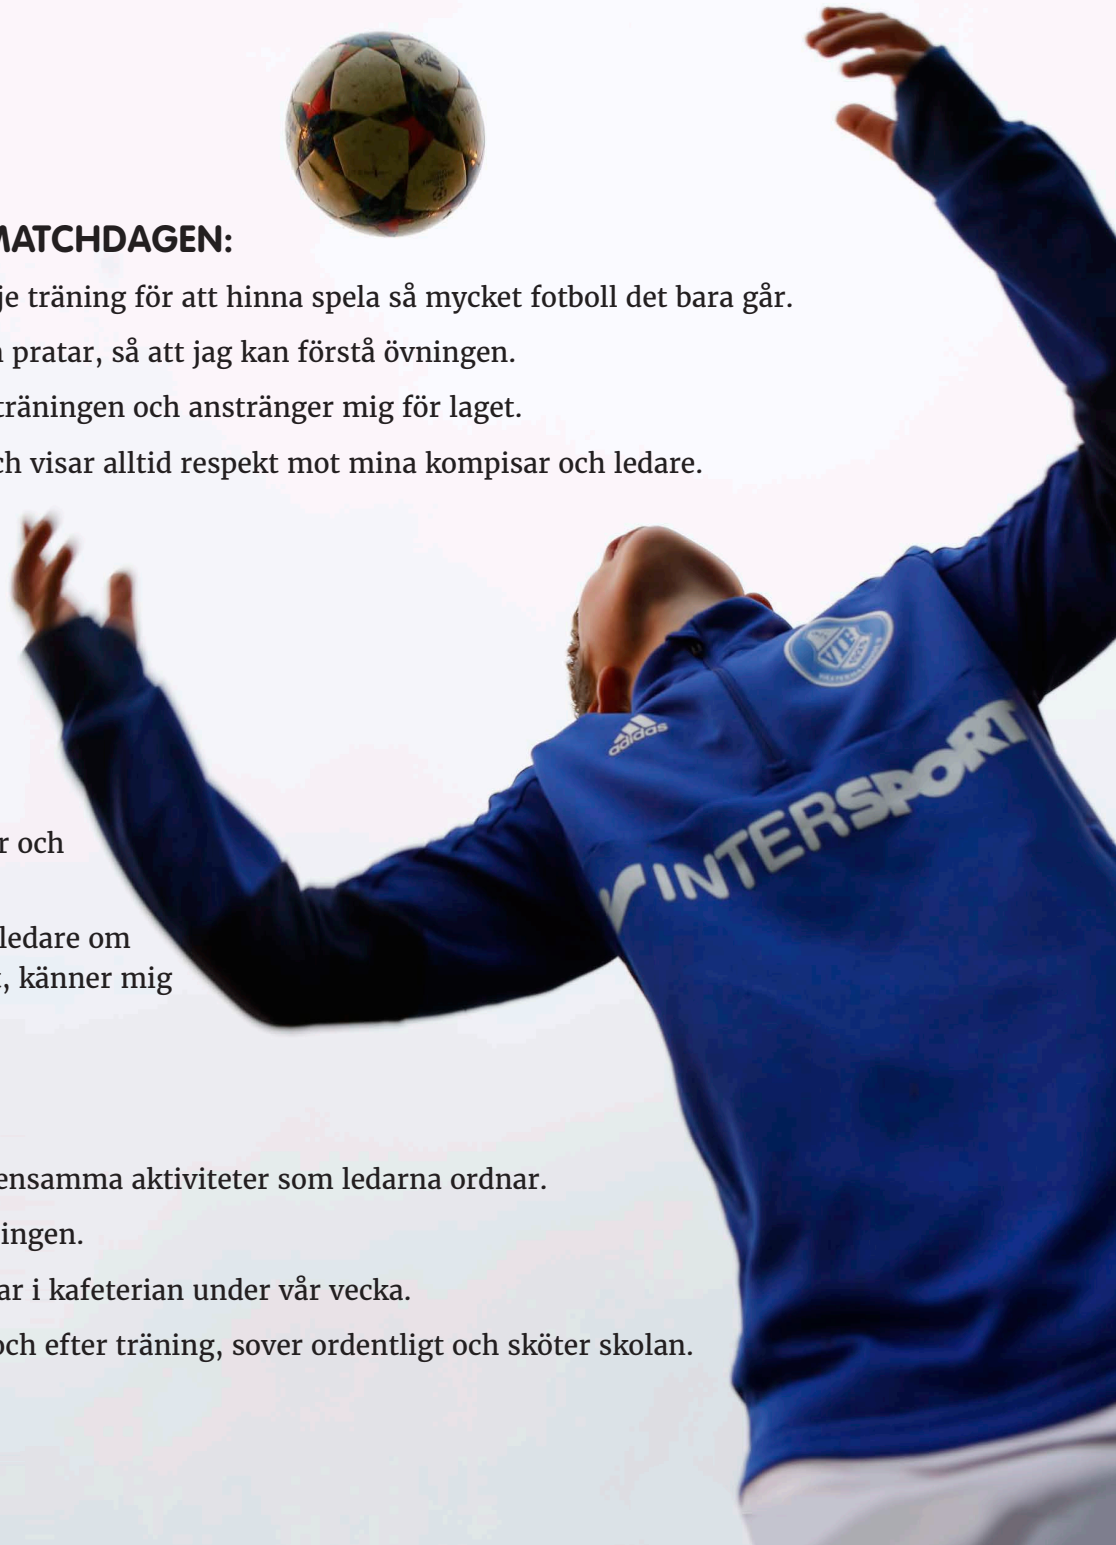 MATCHDAGEN:
je träning för att hinna spela så mycket fotboll det bara går.
pratar, så att jag kan förstå övningen.
träningen och anstränger mig för laget.
ch visar alltid respekt mot mina kompisar och ledare.
VIF
adidas
INTERSPORT
r och
ledare om
, känner mig
ensamma aktiviteter som ledarna ordnar.
ingen.
ar i kafeterian under vår vecka.
och efter träning, sover ordentligt och sköter skolan.